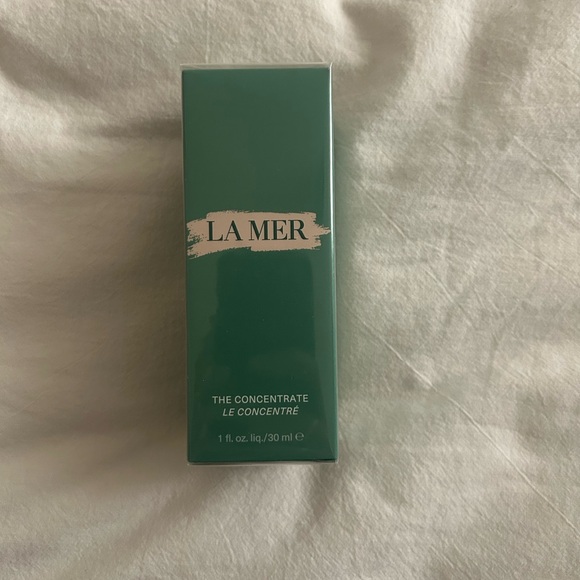 LA MER
THE CONCENTRATE
LE CONCENTRÉ
1 fl. oz. liq./30 ml ℮